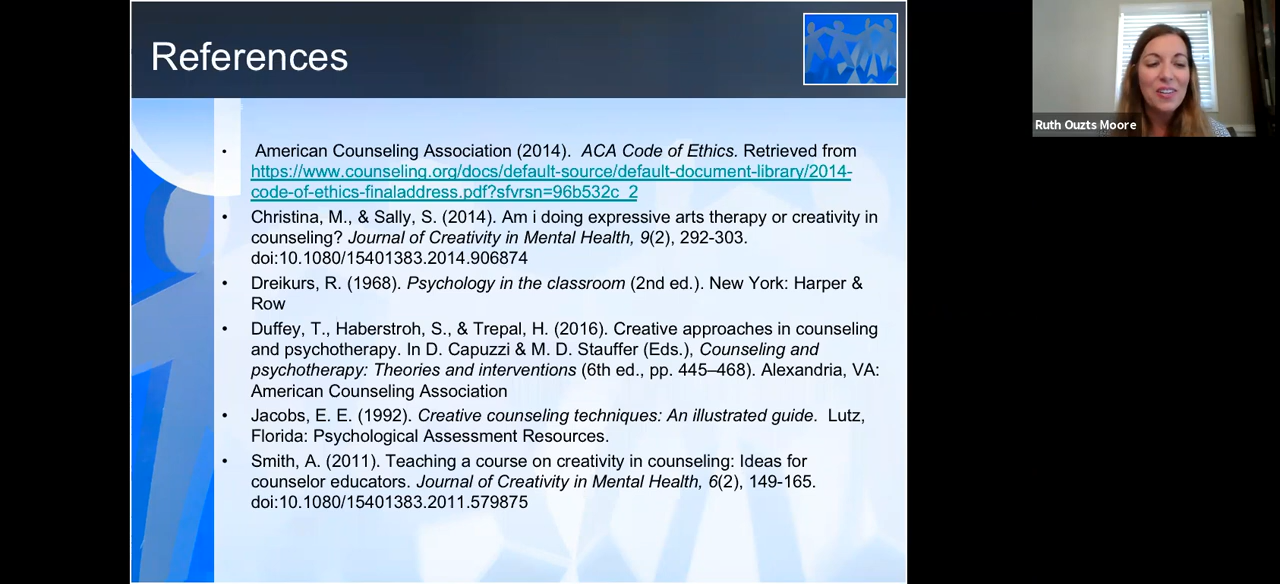 References
Ruth Ouzts Moore
• American Counseling Association (2014). ACA Code of Ethics. Retrieved from
https://www.counseling.org/docs/default-source/default-document-library/2014-
code-of-ethics-finaladdress.pdf?sfvrsn=96b532c_2
• Christina, M., & Sally, S. (2014). Am i doing expressive arts therapy or creativity in
counseling? Journal of Creativity in Mental Health, 9(2), 292-303.
doi:10.1080/15401383.2014.906874
• Dreikurs, R. (1968). Psychology in the classroom (2nd ed.). New York: Harper &
Row
• Duffey, T., Haberstroh, S., & Trepal, H. (2016). Creative approaches in counseling
and psychotherapy. In D. Capuzzi & M. D. Stauffer (Eds.), Counseling and
psychotherapy: Theories and interventions (6th ed., pp. 445–468). Alexandria, VA:
American Counseling Association
• Jacobs, E. E. (1992). Creative counseling techniques: An illustrated guide. Lutz,
Florida: Psychological Assessment Resources.
• Smith, A. (2011). Teaching a course on creativity in counseling: Ideas for
counselor educators. Journal of Creativity in Mental Health, 6(2), 149-165.
doi:10.1080/15401383.2011.579875